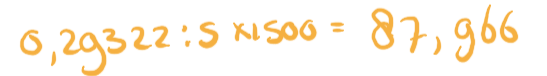 0,29322 : 5 x1500 = 87,966